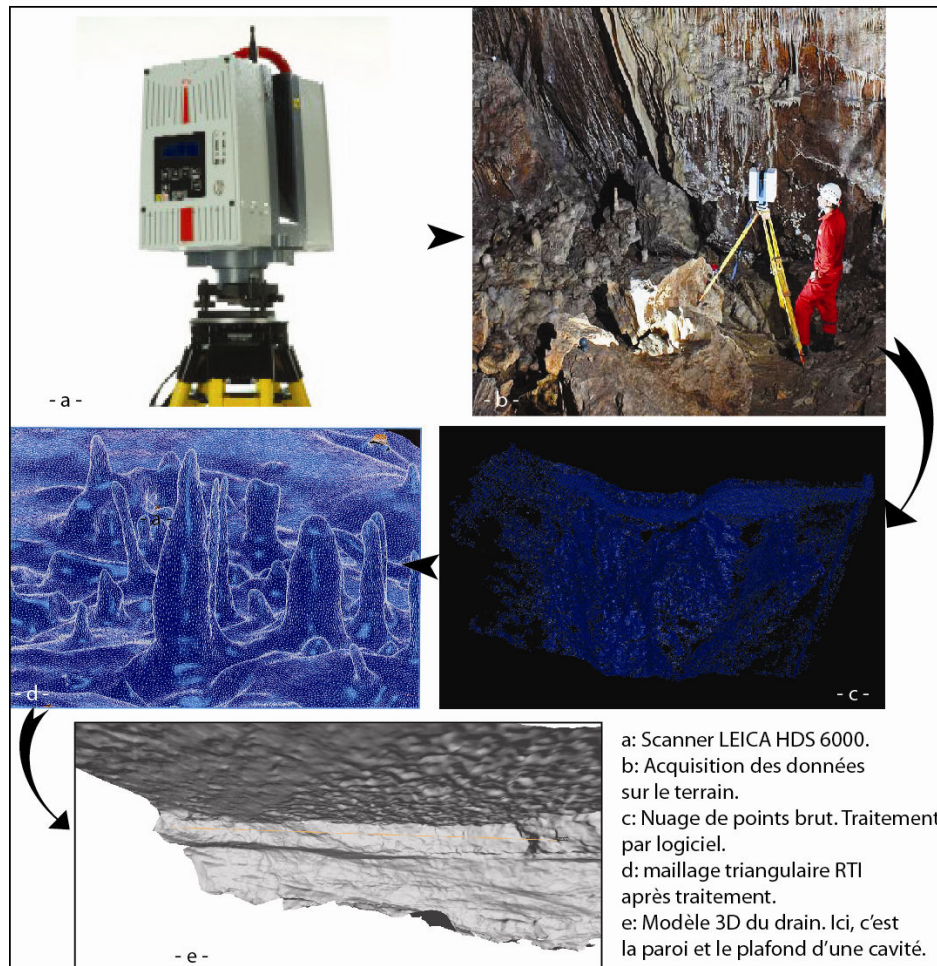 - a -
- b -
- d -
- c -
- e -
a: Scanner LEICA HDS 6000.
b: Acquisition des données
sur le terrain.
c: Nuage de points brut. Traitement
par logiciel.
d: maillage triangulaire RTI
après traitement.
e: Modèle 3D du drain. Ici, c'est
la paroi et le plafond d'une cavité.